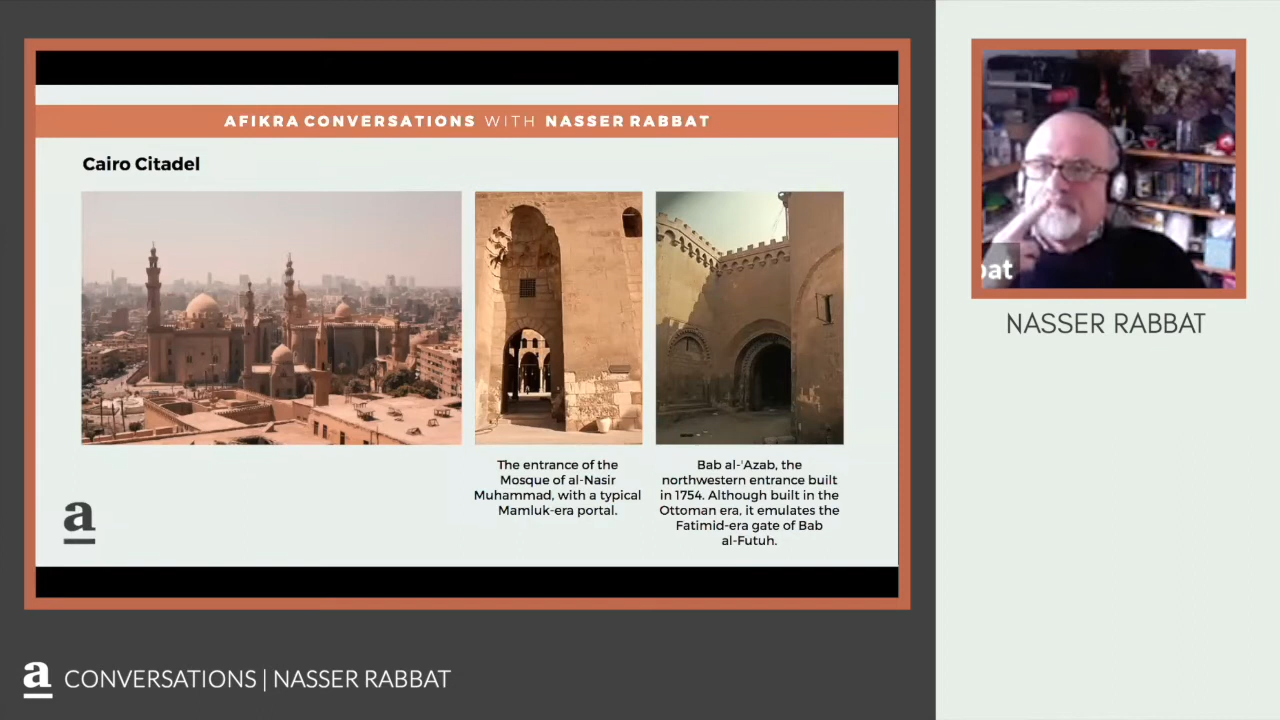 AFIKRA CONVERSATIONS WITH NASSER RABBAT
Cairo Citadel
The entrance of the
Mosque of al-Nasir
Muhammad, with a typical
Mamluk-era portal.
Bab al-'Azab, the
northwestern entrance built
in 1754. Although built in the
Ottoman era, it emulates the
Fatimid-era gate of Bab
al-Futuh.
a
bat
NASSER RABBAT
a CONVERSATIONS | NASSER RABBAT